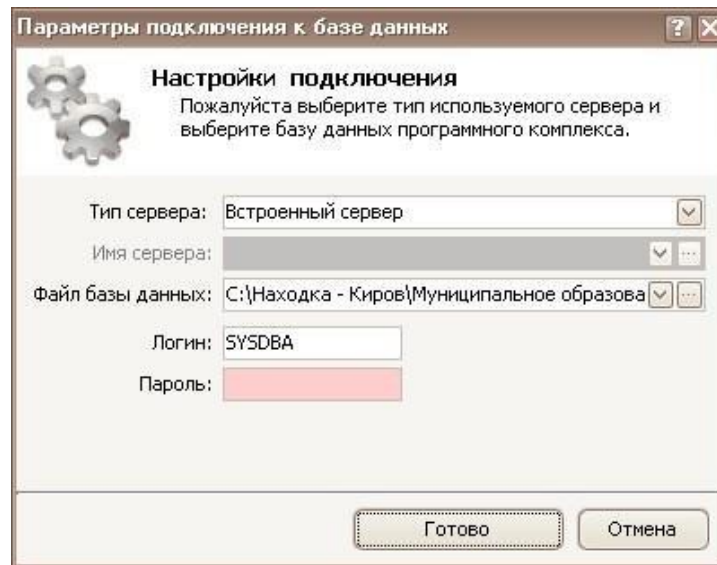 Параметры подключения к базе данных
Настройки подключения
Пожалуйста выберите тип используемого сервера и
выберите базу данных программного комплекса.
Тип сервера: Встроенный сервер
Имя сервера:
Файл базы данных: C:\Находка - Киров\Муниципальное образова
Логин: SYSDBA
Пароль:
Готово Отмена